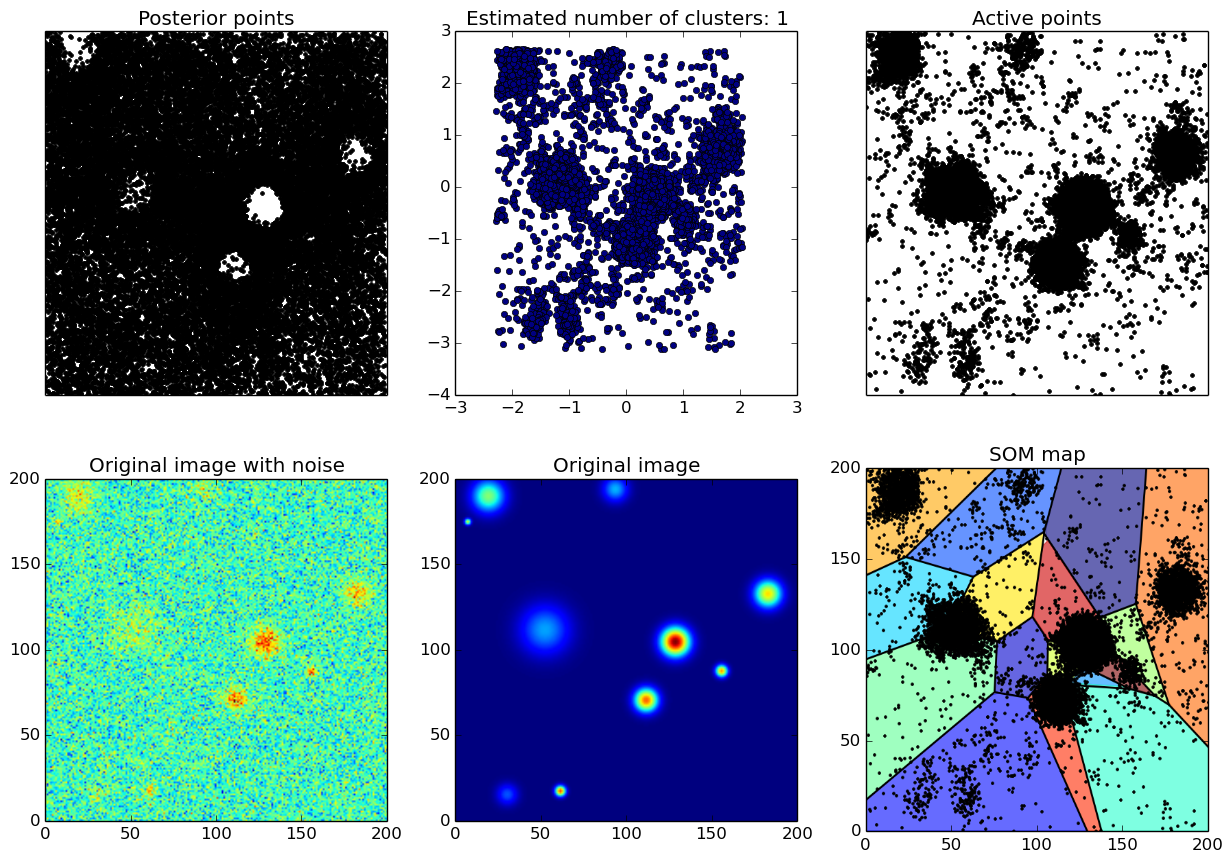 Posterior points
Estimated number of clusters: 1
Active points
3
2
1
0
−1
−2
−3
−4
−3 −2 −1 0 1 2 3
Original image with noise
Original image
SOM map
200
150
100
50
0
0 50 100 150 200
200
150
100
50
0
0 50 100 150 200
200
150
100
50
0
0 50 100 150 200